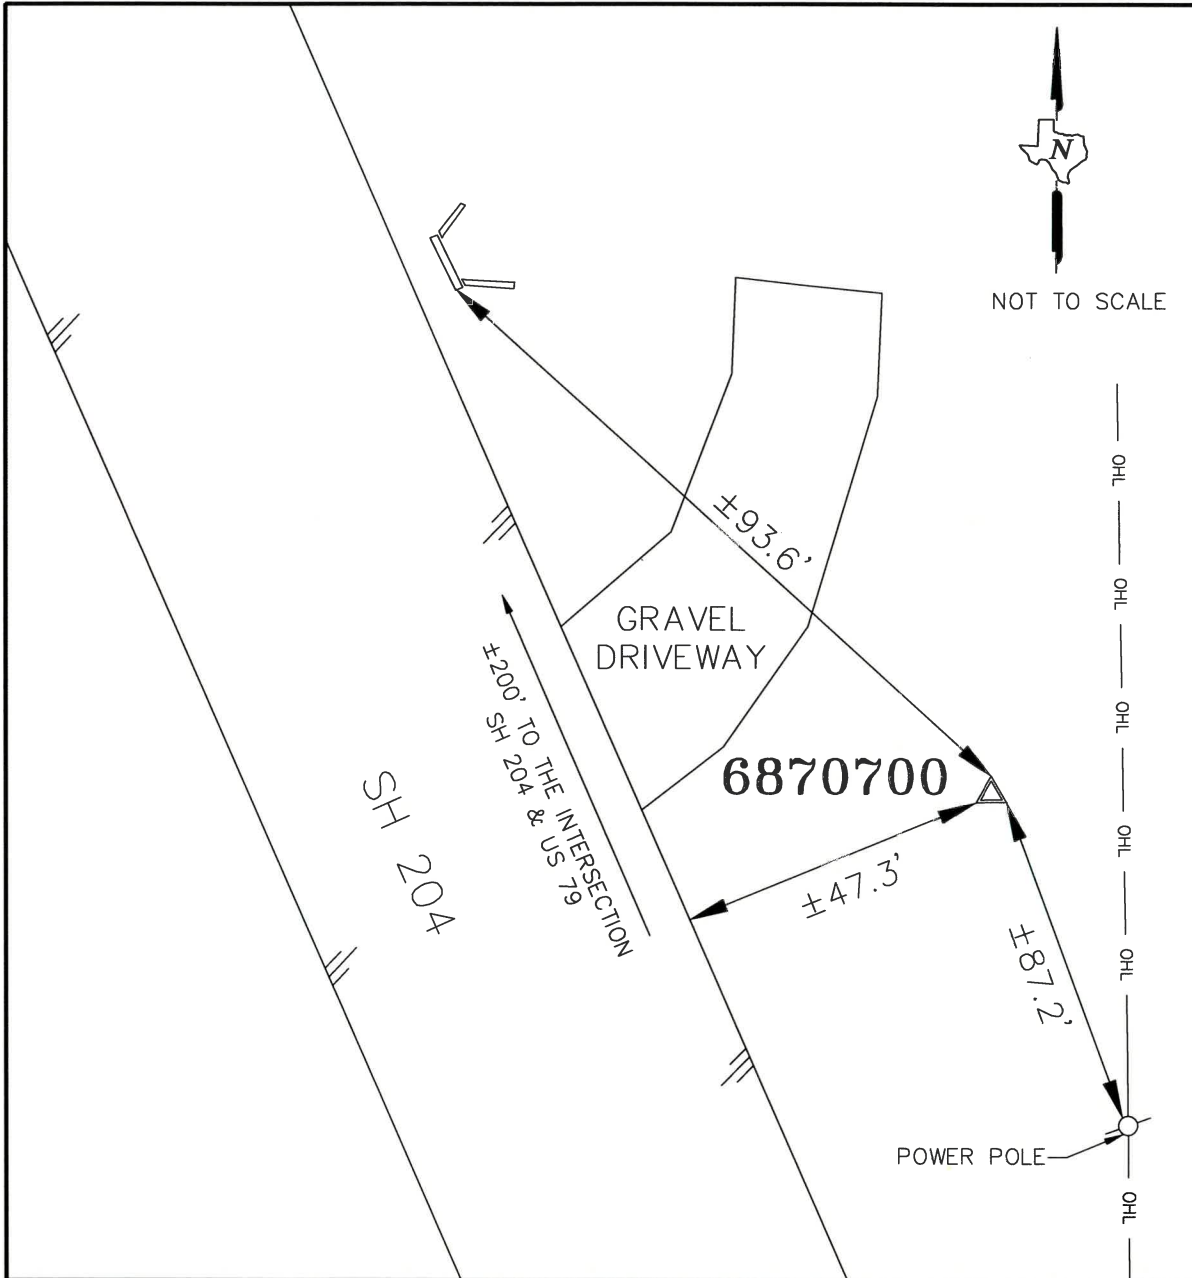 N
NOT TO SCALE
OHL
±93.6'
OHL
GRAVEL
DRIVEWAY
±200' TO THE INTERSECTION
SH 204 & US 79
OHL
6870700
SH 204
OHL
±47.3'
OHL
±87.2'
POWER POLE
OHL